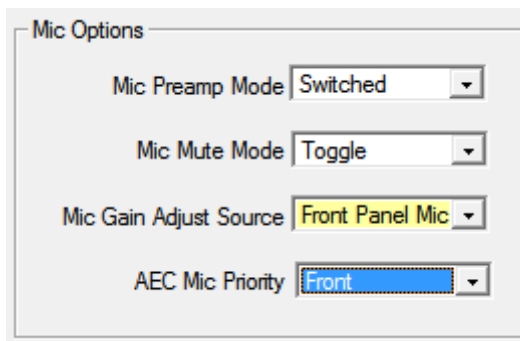 Mic Options
Mic Preamp Mode Switched
Mic Mute Mode Toggle
Mic Gain Adjust Source Front Panel Mic
AEC Mic Priority Front